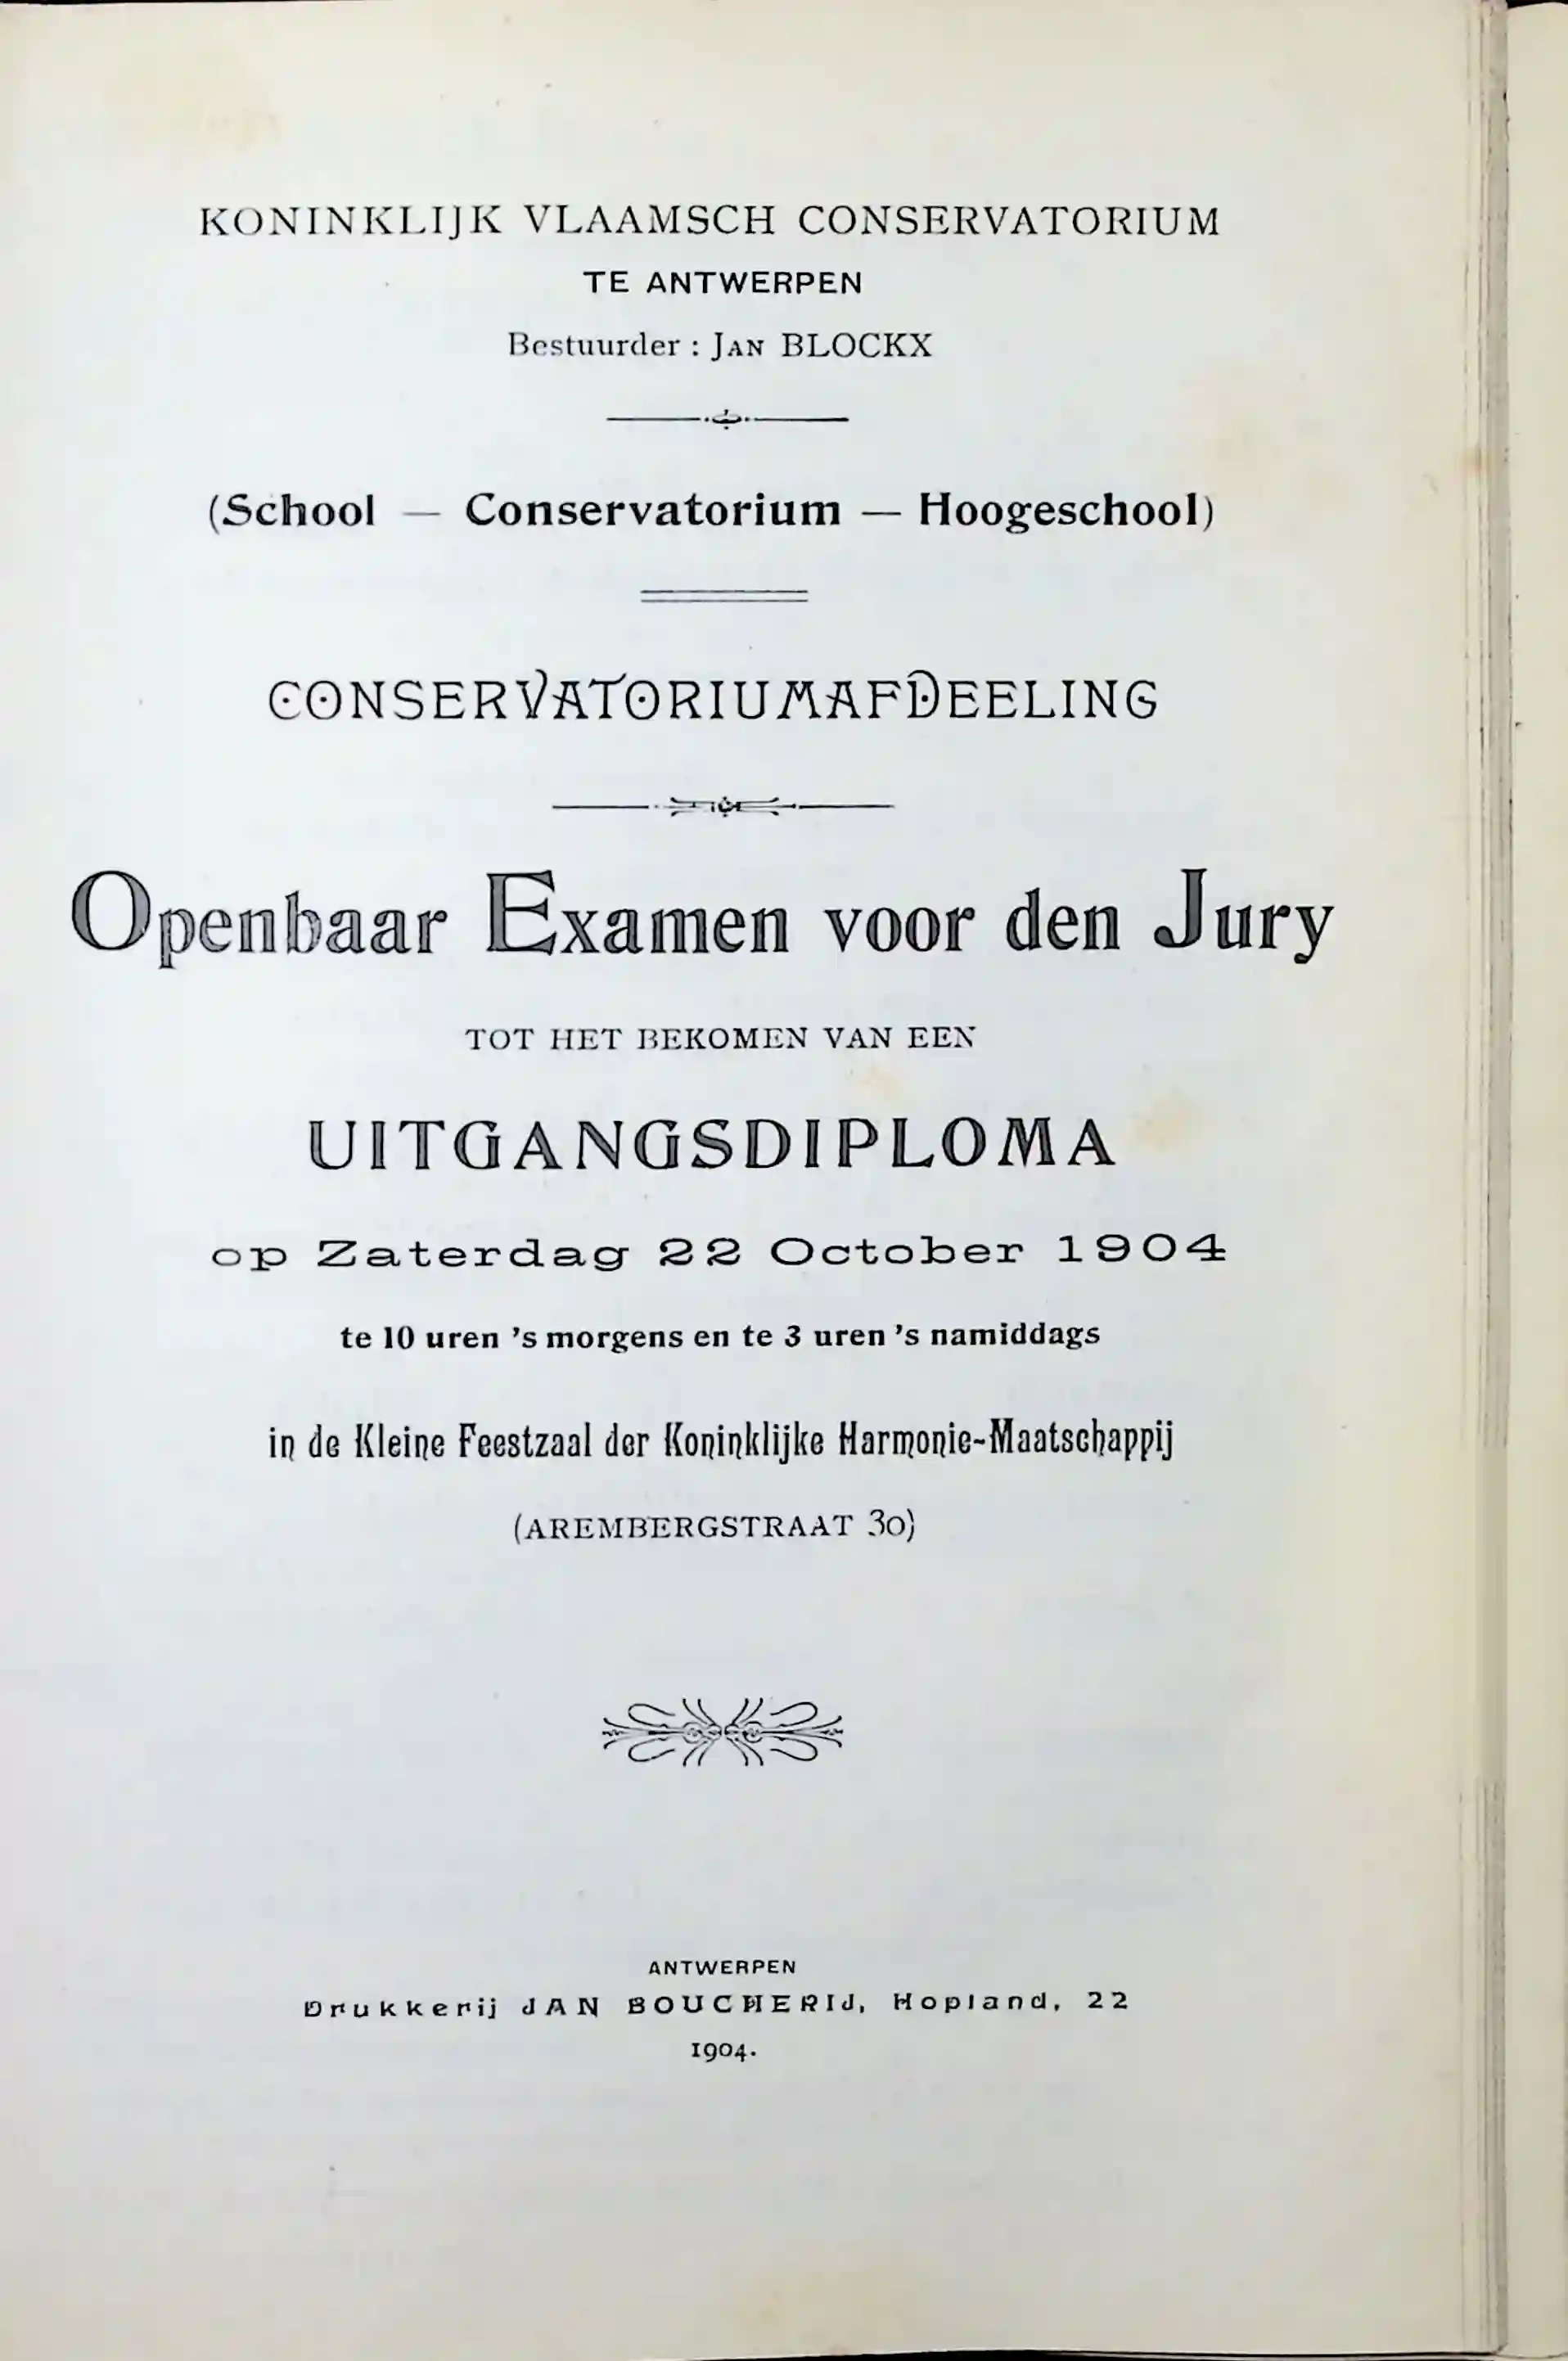 KONINKLIJK VLAAMSCH CONSERVATORIUM
TE ANTWERPEN
Bestuurder : JAN BLOCKX
(School — Conservatorium — Hoogeschool)
CONSERVATORIUMAFDEELING
Openbaar Examen voor den Jury
TOT HET BEKOMEN VAN EEN
UITGANGSDIPLOMA
op Zaterdag 22 October 1904
te 10 uren 's morgens en te 3 uren 's namiddags
in de Kleine Feestzaal der Koninklijke Harmonie-Maatschappij
(AREMBERGSTRAAT 30)
ANTWERPEN
Drukkerij JAN BOUCHERIJ, Hopland, 22
1904.